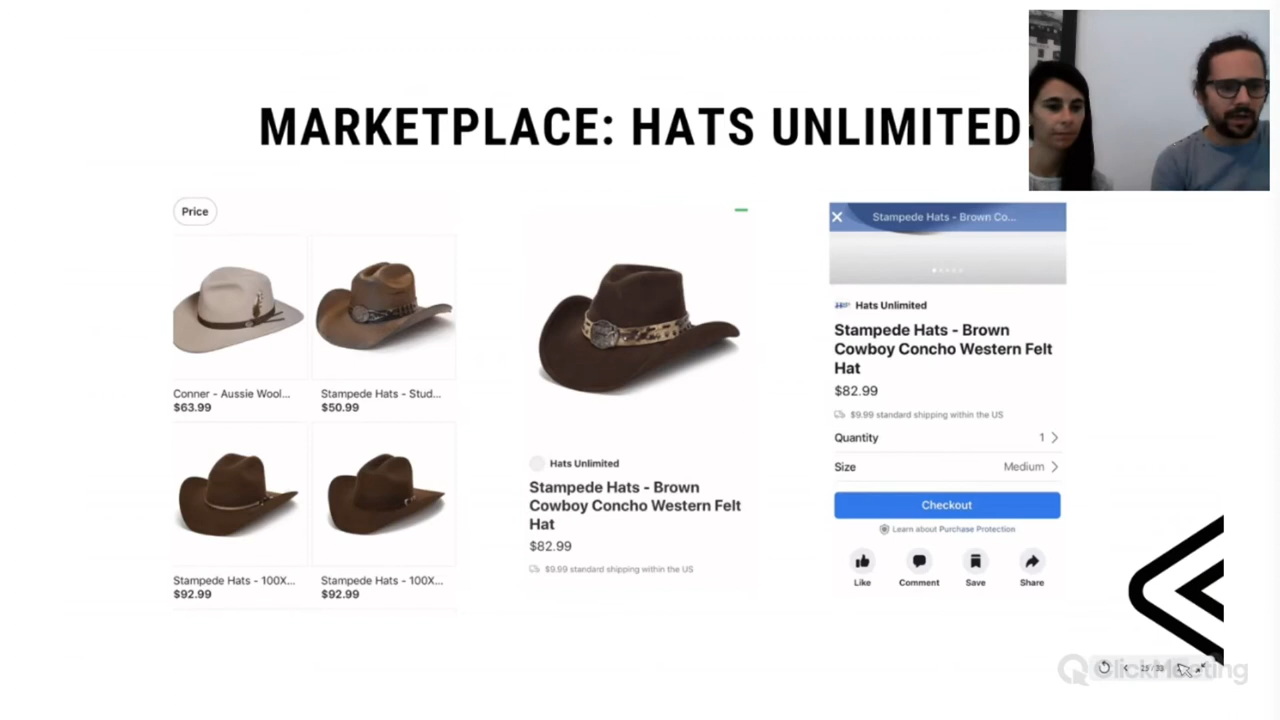 MARKETPLACE: HATS UNLIMITED
Price
Conner - Aussie Wool...
$63.99
Stampede Hats - Stud...
$50.99
Stampede Hats - 100X...
$92.99
Stampede Hats - 100X...
$92.99
Hats Unlimited
Stampede Hats - Brown
Cowboy Concho Western Felt
Hat
$82.99
$9.99 standard shipping within the US
Stampede Hats - Brown Co...
Hats Unlimited
Stampede Hats - Brown
Cowboy Concho Western Felt
Hat
$82.99
$9.99 standard shipping within the US
Quantity 1
Size Medium
Checkout
Learn about Purchase Protection
Like Comment Save Share
ClickMeeting